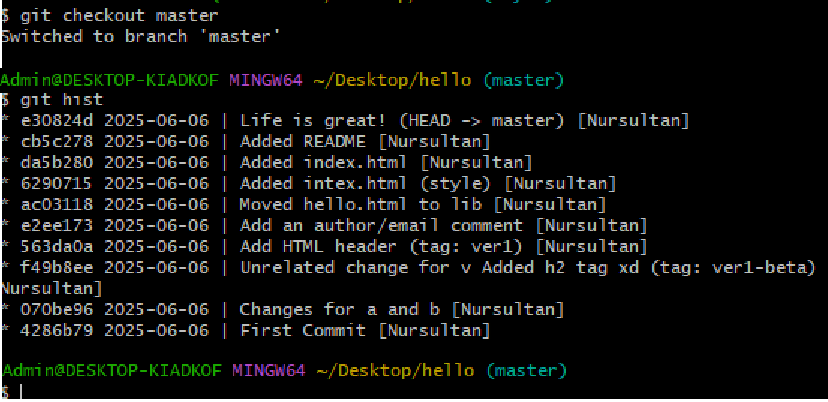 $ git checkout master
Switched to branch 'master'
Admin@DESKTOP-KIADKOF MINGW64 ~/Desktop/hello (master)
$ git hist
* e30824d 2025-06-06 | Life is great! (HEAD -> master) [Nursultan]
* cb5c278 2025-06-06 | Added README [Nursultan]
* da5b280 2025-06-06 | Added index.html [Nursultan]
* 6290715 2025-06-06 | Added intex.html (style) [Nursultan]
* ac03118 2025-06-06 | Moved hello.html to lib [Nursultan]
* e2ee173 2025-06-06 | Add an author/email comment [Nursultan]
* 563da0a 2025-06-06 | Add HTML header (tag: ver1) [Nursultan]
* f49b8ee 2025-06-06 | Unrelated change for v Added h2 tag xd (tag: ver1-beta)
Nursultan]
* 070be96 2025-06-06 | Changes for a and b [Nursultan]
* 4286b79 2025-06-06 | First Commit [Nursultan]
Admin@DESKTOP-KIADKOF MINGW64 ~/Desktop/hello (master)
$